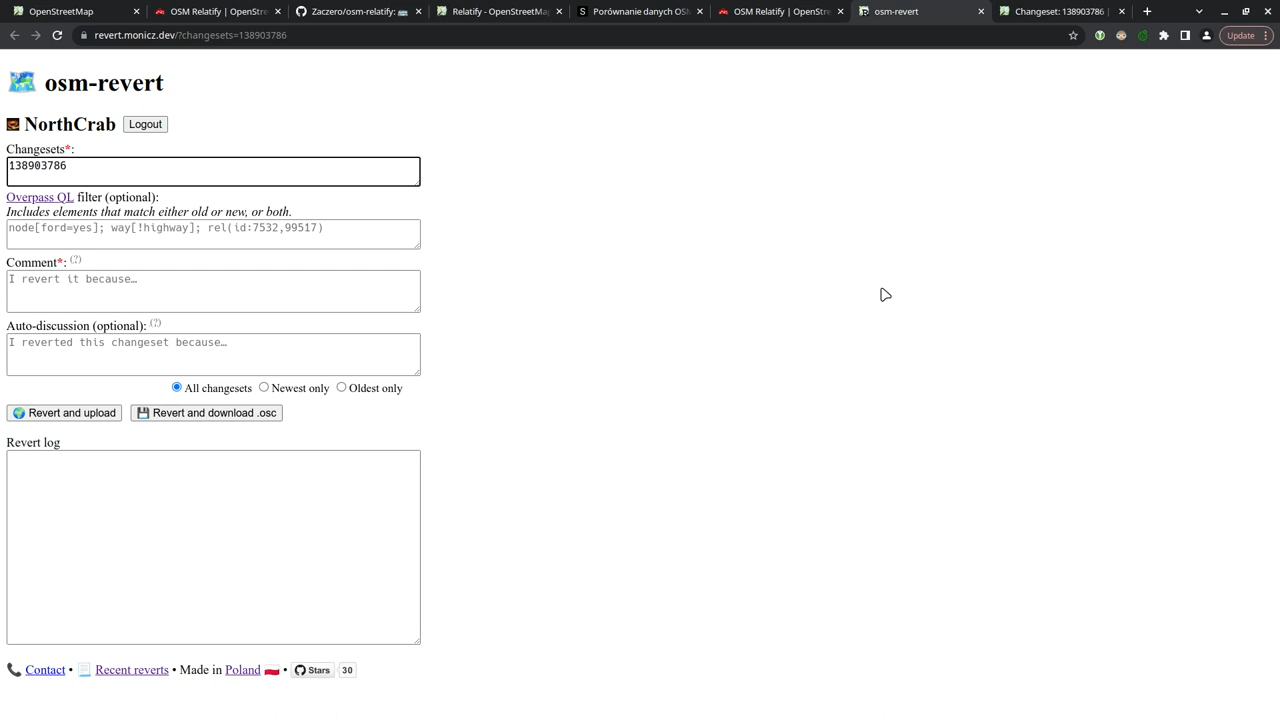 OpenStreetMap
OSM Relatify | OpenStre
Zaczero/osm-relatify:
Relatify - OpenStreetMa
Porównanie danych OSM
OSM Relatify | OpenStre
osm-revert
Changeset: 138903786 |
revert.monicz.dev/?changesets=138903786
Update
osm-revert
NorthCrab Logout
Changesets*:
138903786
Overpass QL filter (optional):
Includes elements that match either old or new, or both.
node[ford=yes]; way[!highway]; rel(id:7532,99517)
Comment*: (?)
I revert it because…
Auto-discussion (optional): (?)
I reverted this changeset because…
All changesets Newest only Oldest only
Revert and upload Revert and download .osc
Revert log
Contact • Recent reverts • Made in Poland • Stars 30